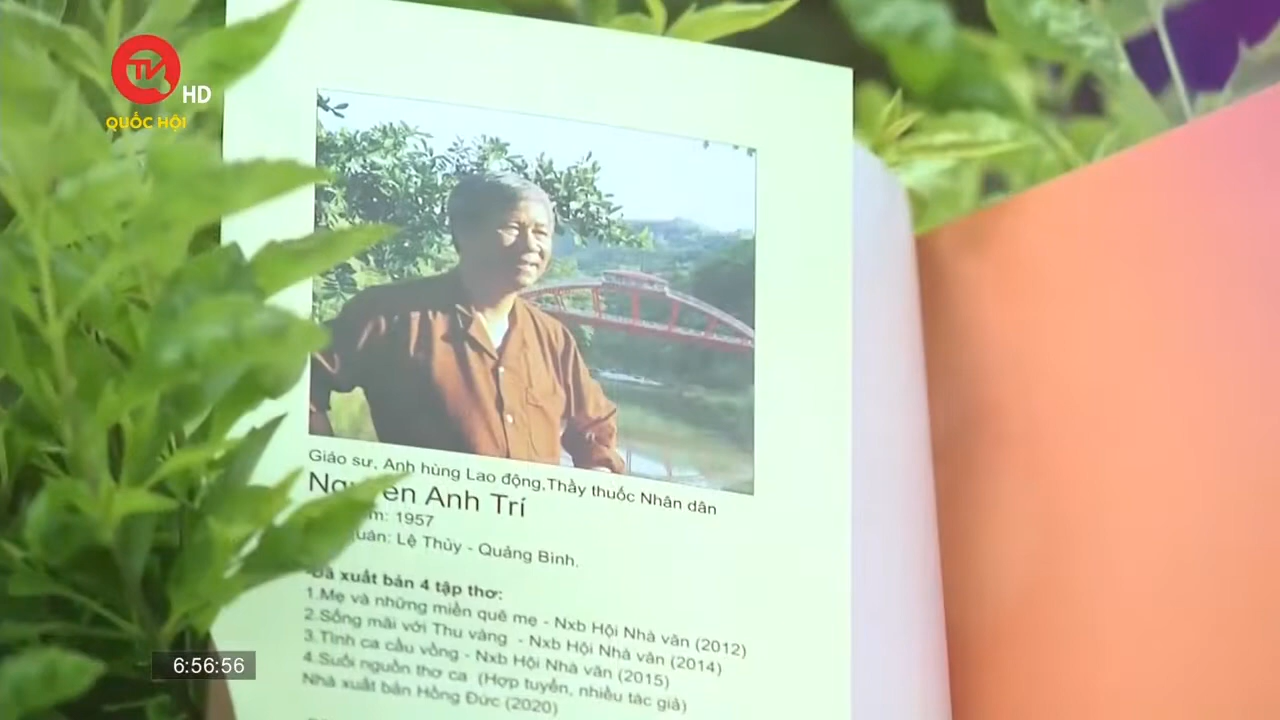 TV
HD
QUỐC HỘI
Giáo sư, Anh hùng Lao động,Thầy thuốc Nhân dân
Anh Trí
1957
Lệ Thủy - Quảng Bình.
xuất bản 4 tập thơ:
1.Mẹ và những miền quê mẹ - Nxb Hội Nhà văn (2012)
2.Sống mãi với Thu vàng - Nxb Hội Nhà văn (2014)
3.Tình ca cầu vồng - Nxb Hội Nhà văn (2015)
4.Suối nguồn thơ ca (Hợp tuyển, nhiều tác giả)
Nhà xuất bản Hồng Đức (2020)
6:56:56